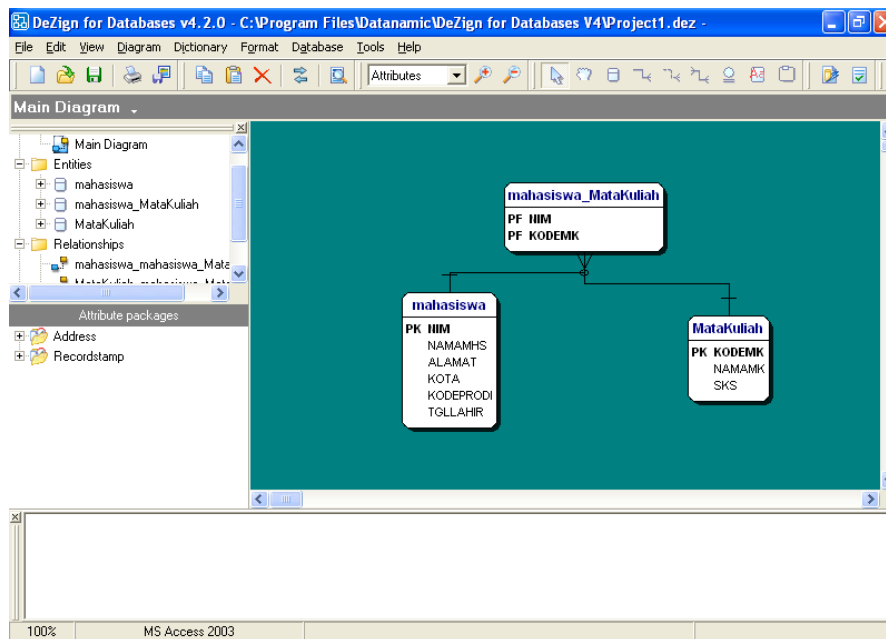 DeZign for Databases v4.2.0 - C:\Program Files\Datanamic\DeZign for Databases V4\Project1.dez -
File Edit View Diagram Dictionary Format Database Tools Help
Attributes
Main Diagram
Main Diagram
Entities
mahasiswa
mahasiswa_MataKuliah
MataKuliah
Relationships
mahasiswa_mahasiswa_Mata
Attribute packages
Address
Recordstamp
mahasiswa_MataKuliah
PF NIM
PF KODEMK
mahasiswa
PK NIM
NAMAMHS
ALAMAT
KOTA
KODEPRODI
TGLLAHIR
MataKuliah
PK KODEMK
NAMAMK
SKS
100% MS Access 2003